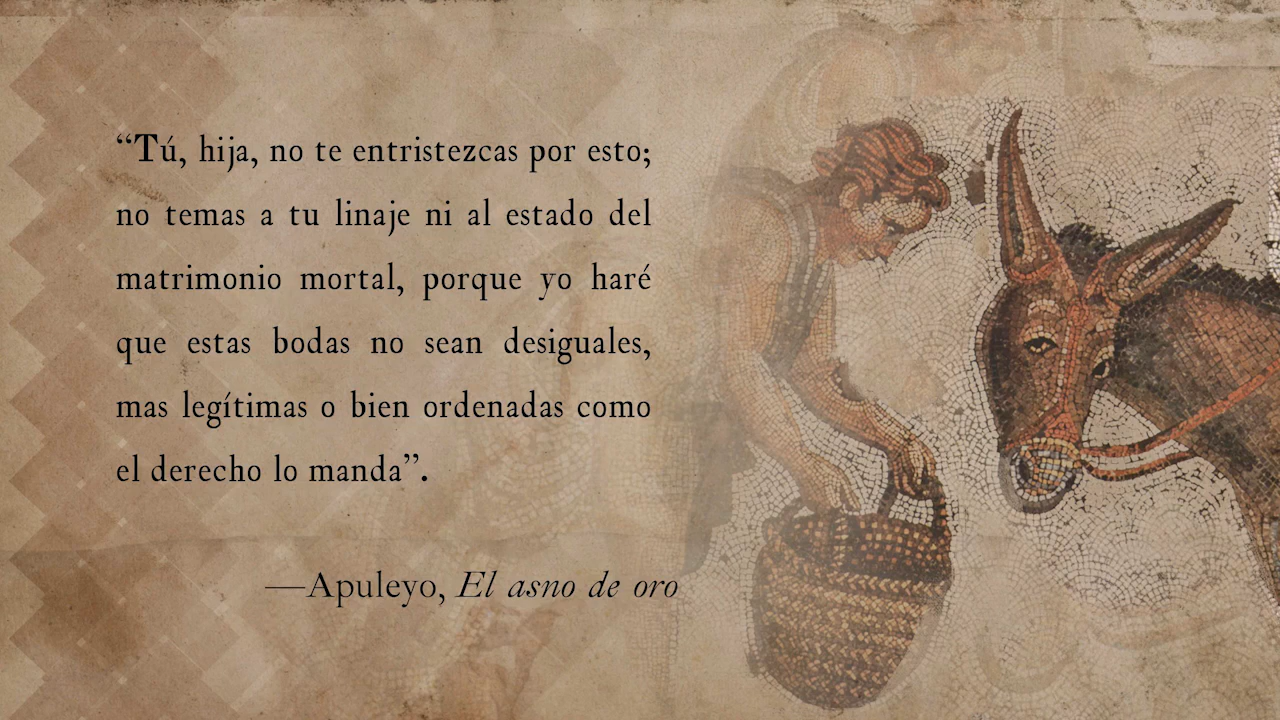 “Tú, hija, no te entristezcas por esto;
no temas a tu linaje ni al estado del
matrimonio mortal, porque yo haré
que estas bodas no sean desiguales,
mas legítimas o bien ordenadas como
el derecho lo manda”.
—Apuleyo, El asno de oro